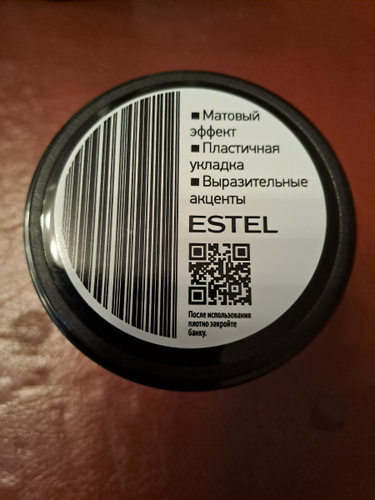 ■ Матовый
эффект
■ Пластичная
укладка
■ Выразительные
акценты
ESTEL
После использования
плотно закройте
банку.